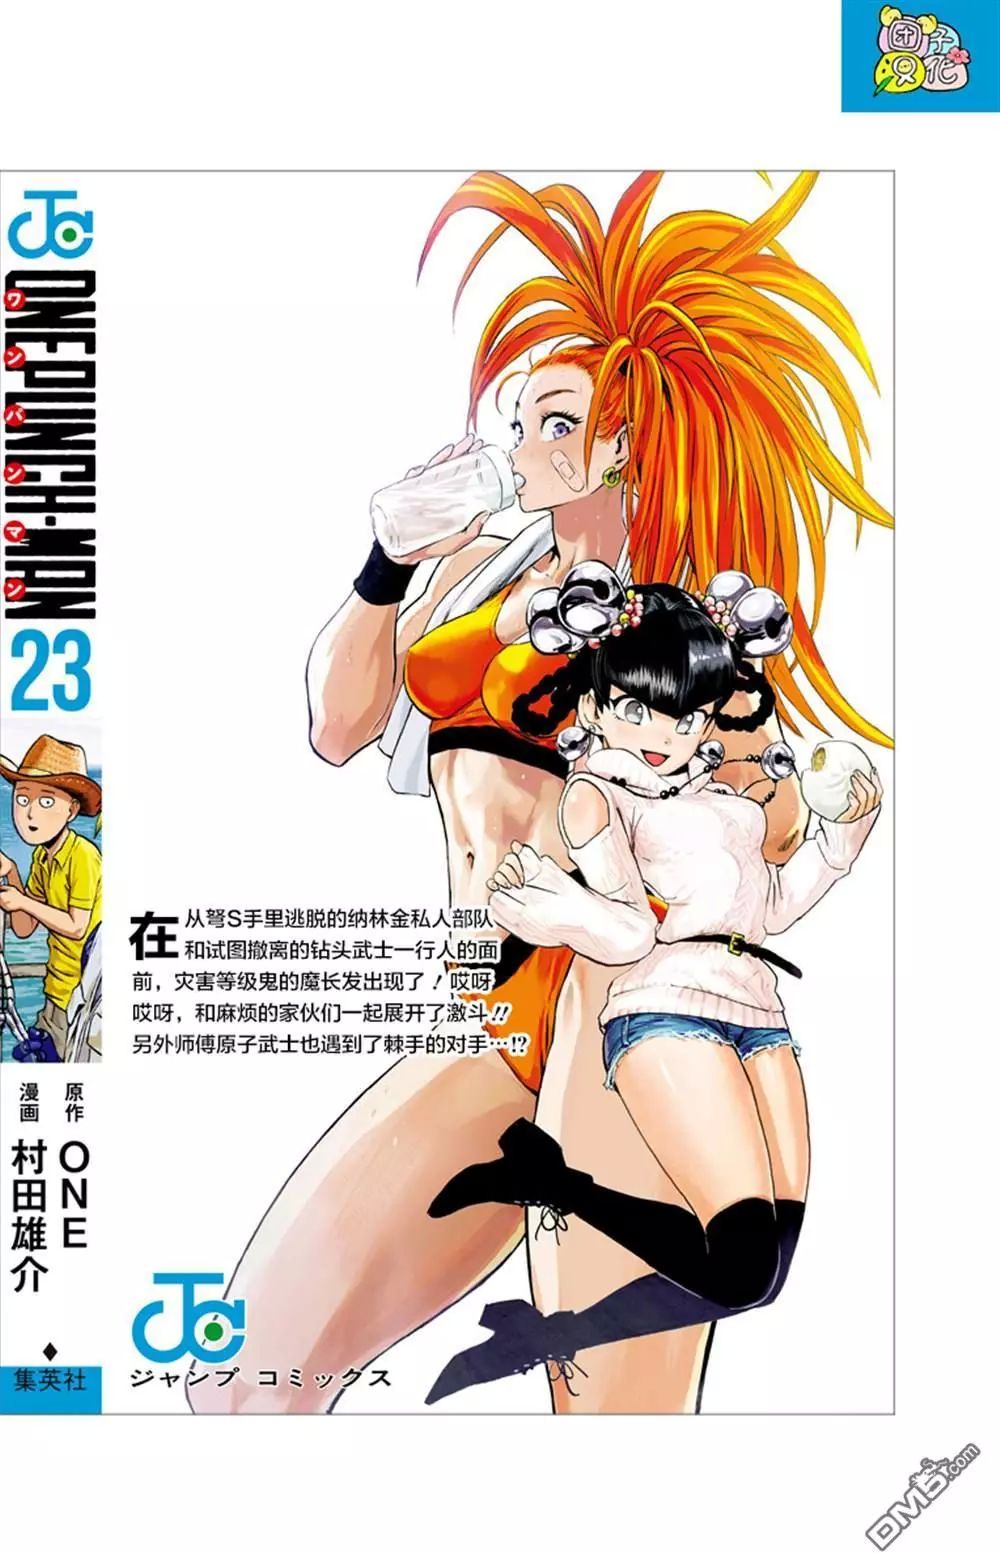 团子
汉化
JC
ONE PUNCH-MAN
ワンパンマン
23
原作 ONE
漫画 村田雄介
集英社
在从弩S手里逃脱的纳林金私人部队
和试图撤离的钻头武士一行人的面
前，灾害等级鬼的魔长发出现了！哎呀
哎呀，和麻烦的家伙们一起展开了激斗!!
另外师傅原子武士也遇到了棘手的对手…!?
JC
ジャンプ コミックス
DM5.com